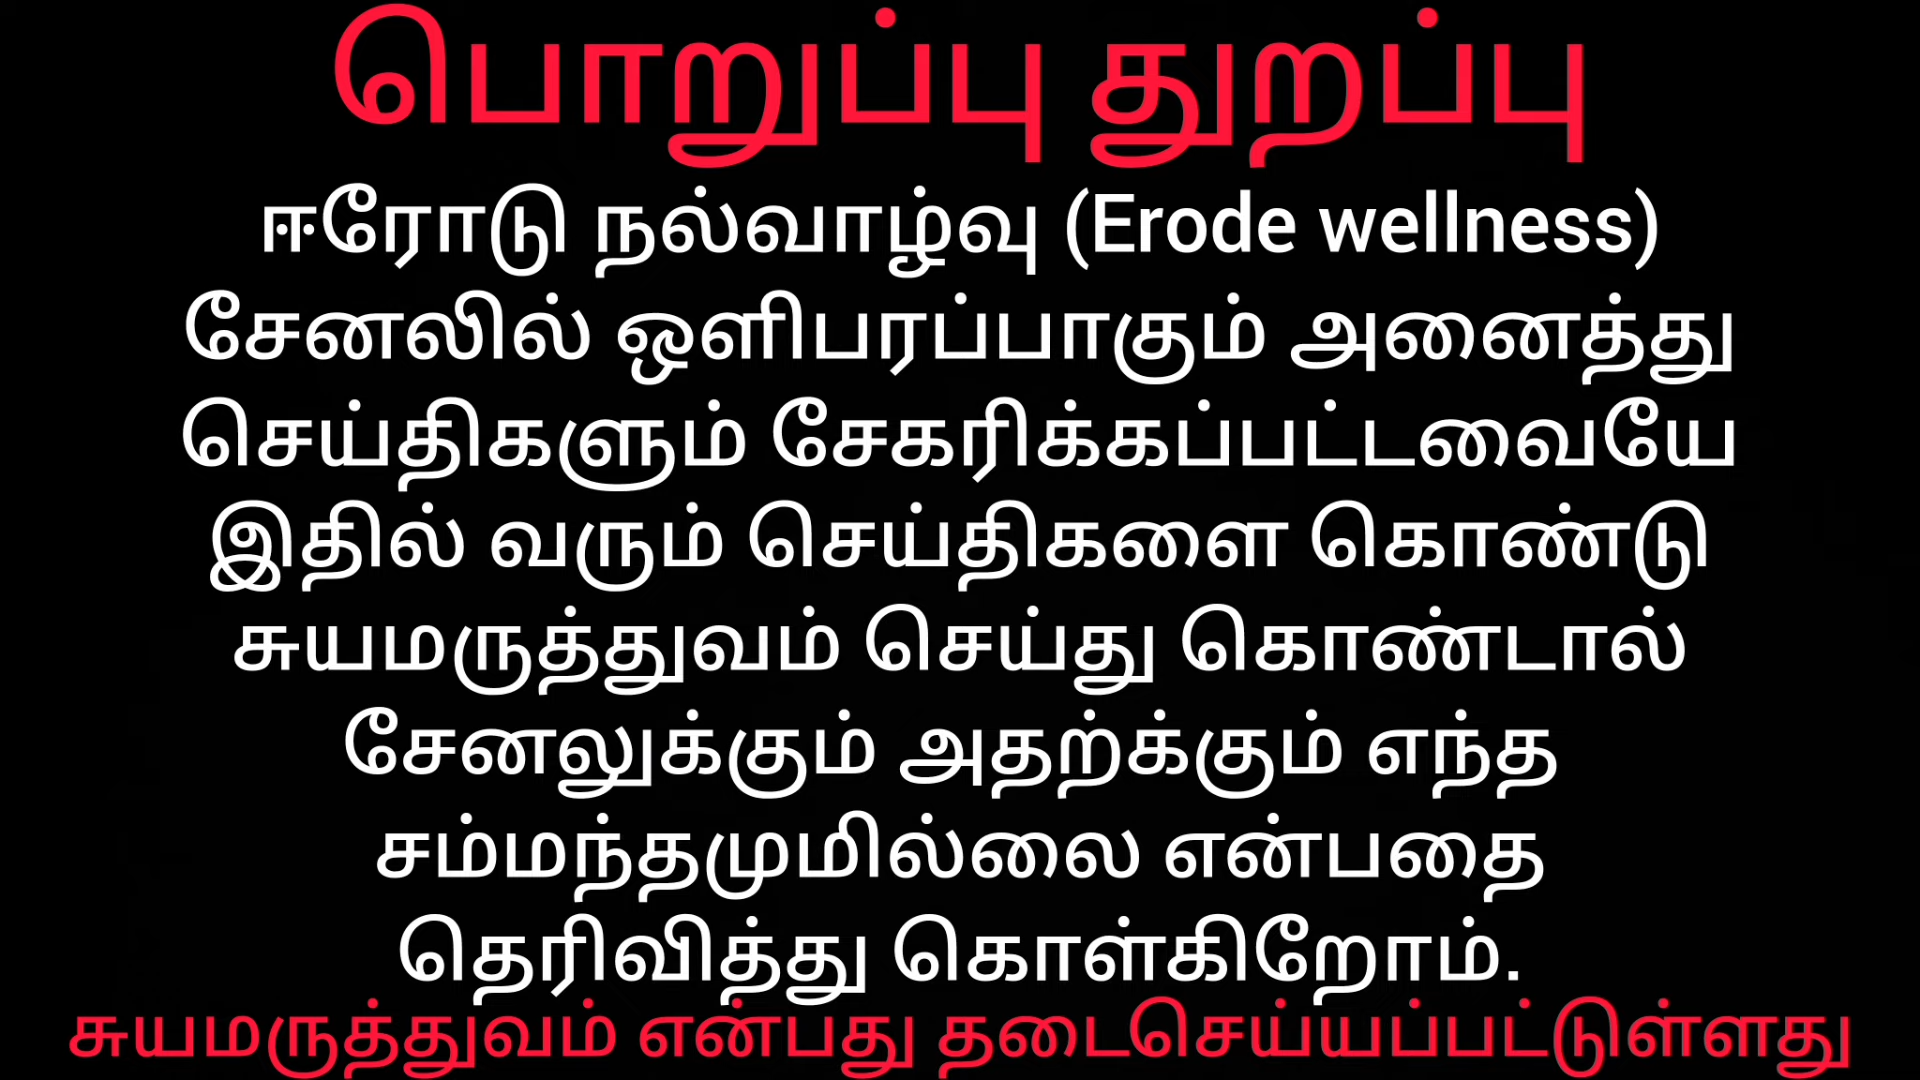 பொறுப்பு துறப்பு
ஈரோடு நல்வாழ்வு (Erode wellness)
சேனலில் ஒளிபரப்பாகும் அனைத்து
செய்திகளும் சேகரிக்கப்பட்டவையே
இதில் வரும் செய்திகளை கொண்டு
சுயமருத்துவம் செய்து கொண்டால்
சேனலுக்கும் அதற்க்கும் எந்த
சம்மந்தமுமில்லை என்பதை
தெரிவித்து கொள்கிறோம்.
சுயமருத்துவம் என்பது தடைசெய்யப்பட்டுள்ளது